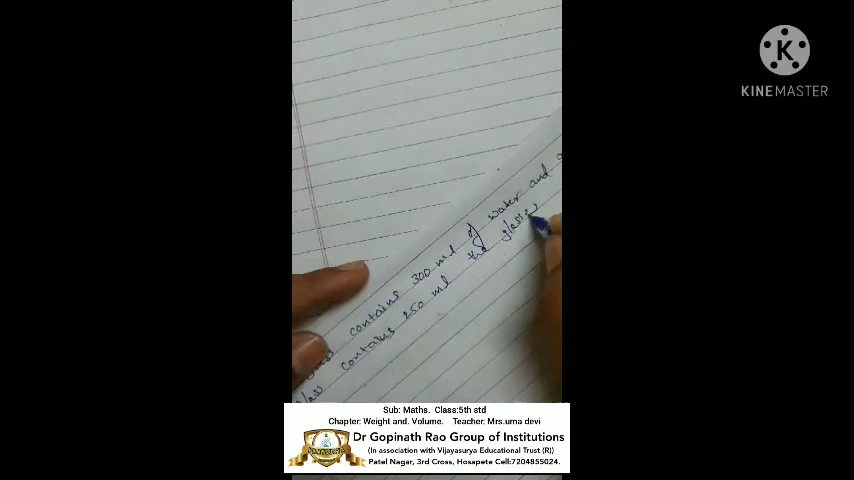 KINEMASTER
contains 300 ml of water and
glass contains 250 ml the glasses
Sub: Maths. Class:5th std
Chapter: Weight and. Volume. Teacher: Mrs.uma devi
Dr Gopinath Rao Group of Institutions
(In association with Vijayasurya Educational Trust (R))
Patel Nagar, 3rd Cross, Hosapete Cell:7204855024.